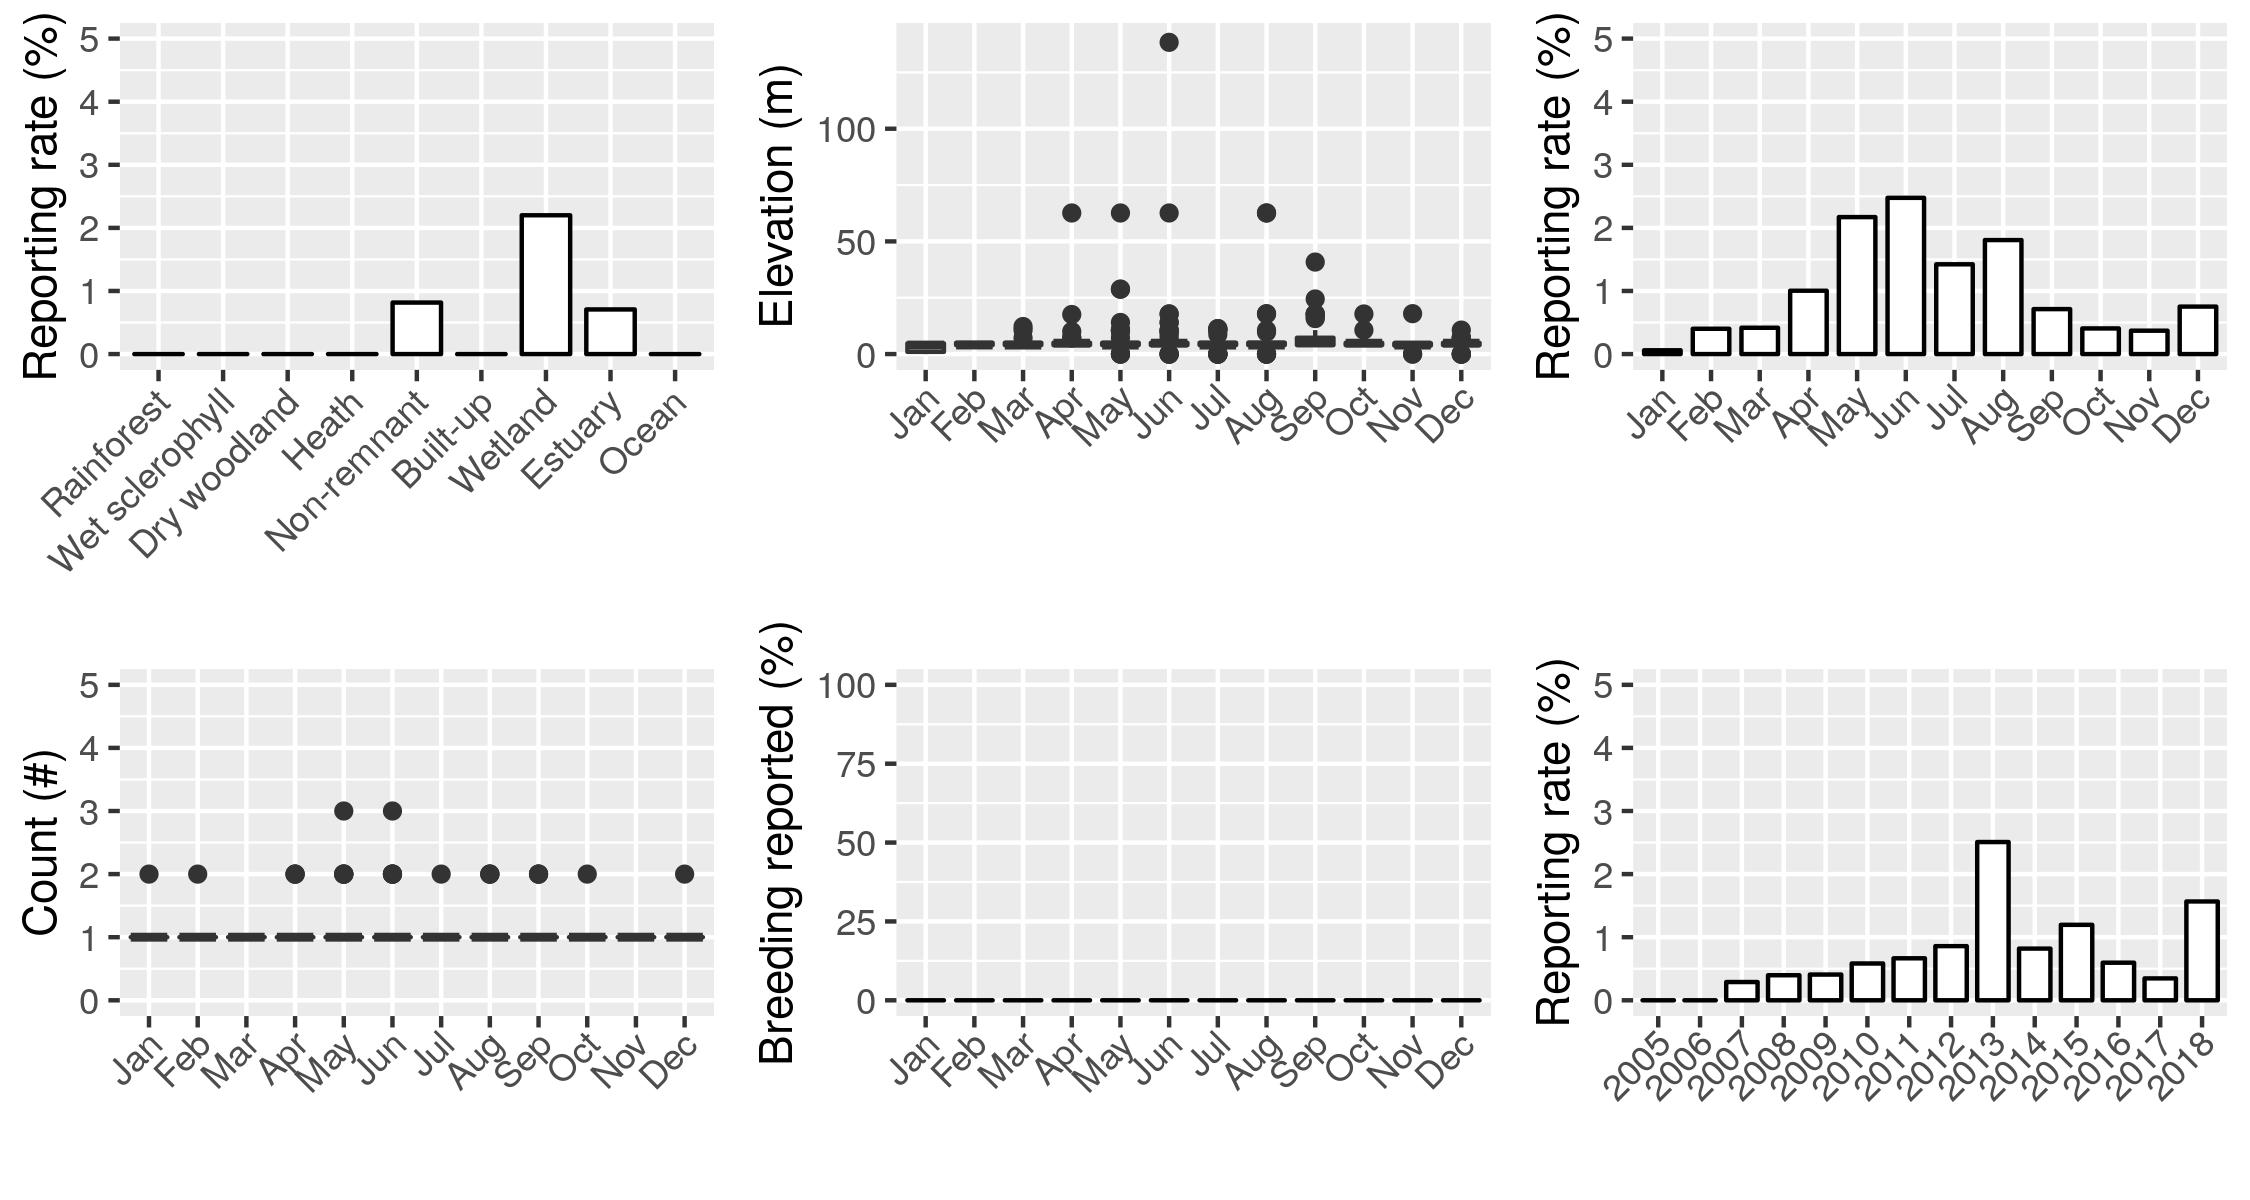 Reporting rate (%)
5
4
3
2
1
0
Rainforest
Wet sclerophyll
Dry woodland
Heath
Non-remnant
Built-up
Wetland
Estuary
Ocean
Elevation (m)
100
50
0
Jan
Feb
Mar
Apr
May
Jun
Jul
Aug
Sep
Oct
Nov
Dec
Reporting rate (%)
5
4
3
2
1
0
Jan
Feb
Mar
Apr
May
Jun
Jul
Aug
Sep
Oct
Nov
Dec
Count (#)
5
4
3
2
1
0
Jan
Feb
Mar
Apr
May
Jun
Jul
Aug
Sep
Oct
Nov
Dec
Breeding reported (%)
100
75
50
25
0
Jan
Feb
Mar
Apr
May
Jun
Jul
Aug
Sep
Oct
Nov
Dec
Reporting rate (%)
5
4
3
2
1
0
2005
2006
2007
2008
2009
2010
2011
2012
2013
2014
2015
2016
2017
2018